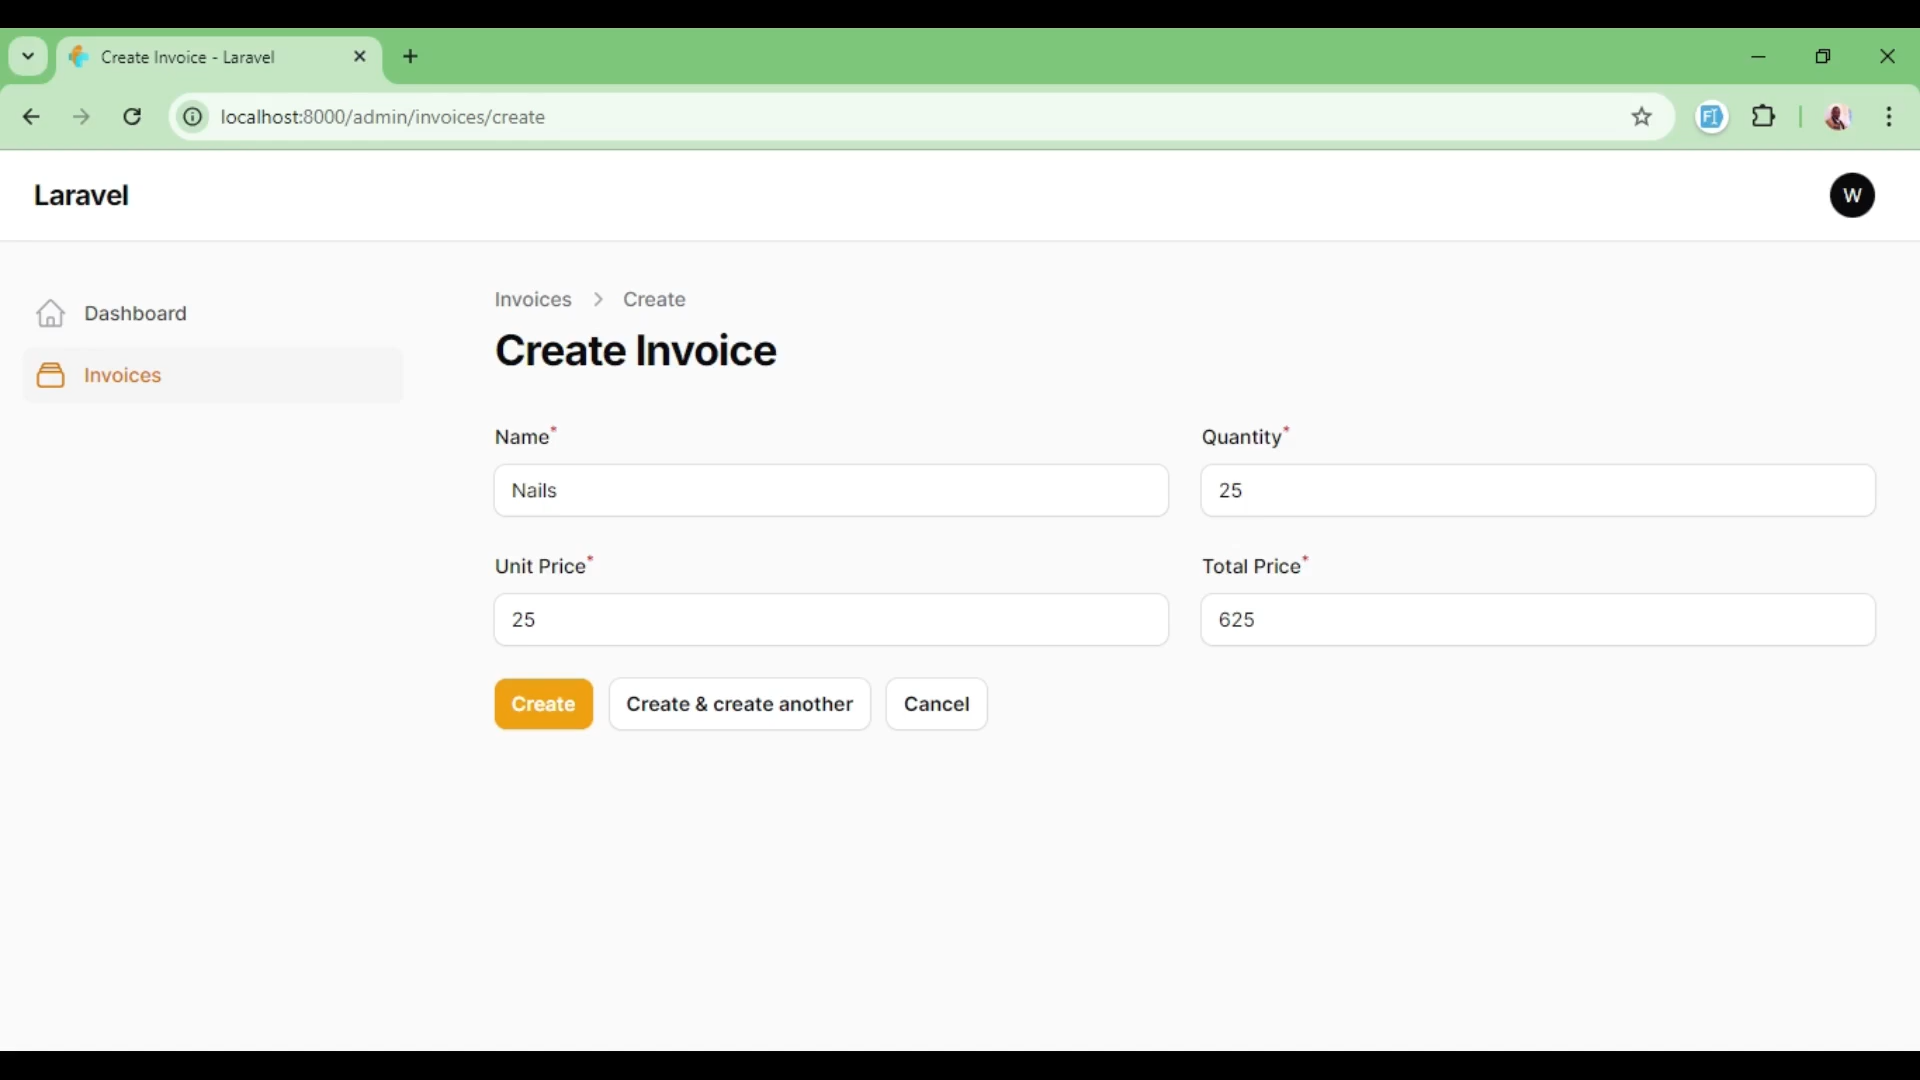 Create Invoice - Laravel
localhost:8000/admin/invoices/create
FI
Laravel
W
Dashboard
Invoices
Invoices > Create
Create Invoice
Name*
Quantity*
Nails
25
Unit Price*
Total Price*
25
625
Create
Create & create another
Cancel